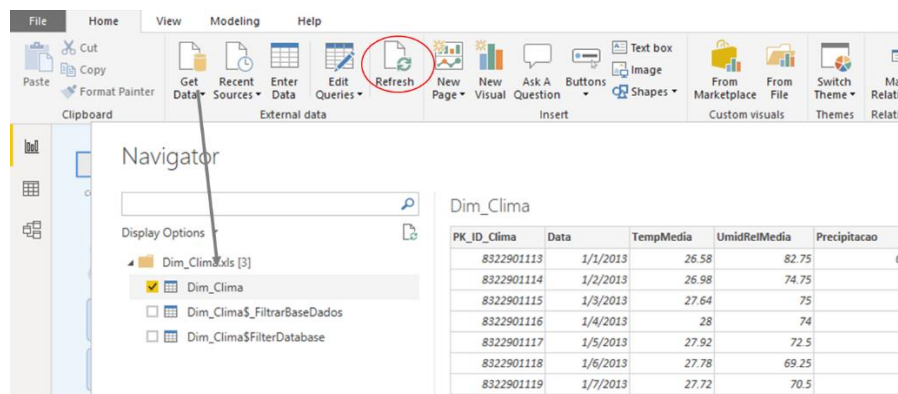 File Home View Modeling Help
Paste
Cut
Copy
Format Painter
Clipboard
Get Data
Recent Sources
Enter Data
Edit Queries
Refresh
External data
New Page
New Visual
Ask A Question
Buttons
Text box
Image
Shapes
Insert
From Marketplace
From File
Custom visuals
Switch Theme
Themes
Navigator
Display Options
Dim_Clima.xls [3]
Dim_Clima
Dim_Clima$_FiltrarBaseDados
Dim_Clima$FilterDatabase
Dim_Clima
PK_ID_Clima Data TempMedia UmidRelMedia Precipitacao
8322901113 1/1/2013 26.58 82.75
8322901114 1/2/2013 26.98 74.75
8322901115 1/3/2013 27.64 75
8322901116 1/4/2013 28 74
8322901117 1/5/2013 27.92 72.5
8322901118 1/6/2013 27.78 69.25
8322901119 1/7/2013 27.72 70.5